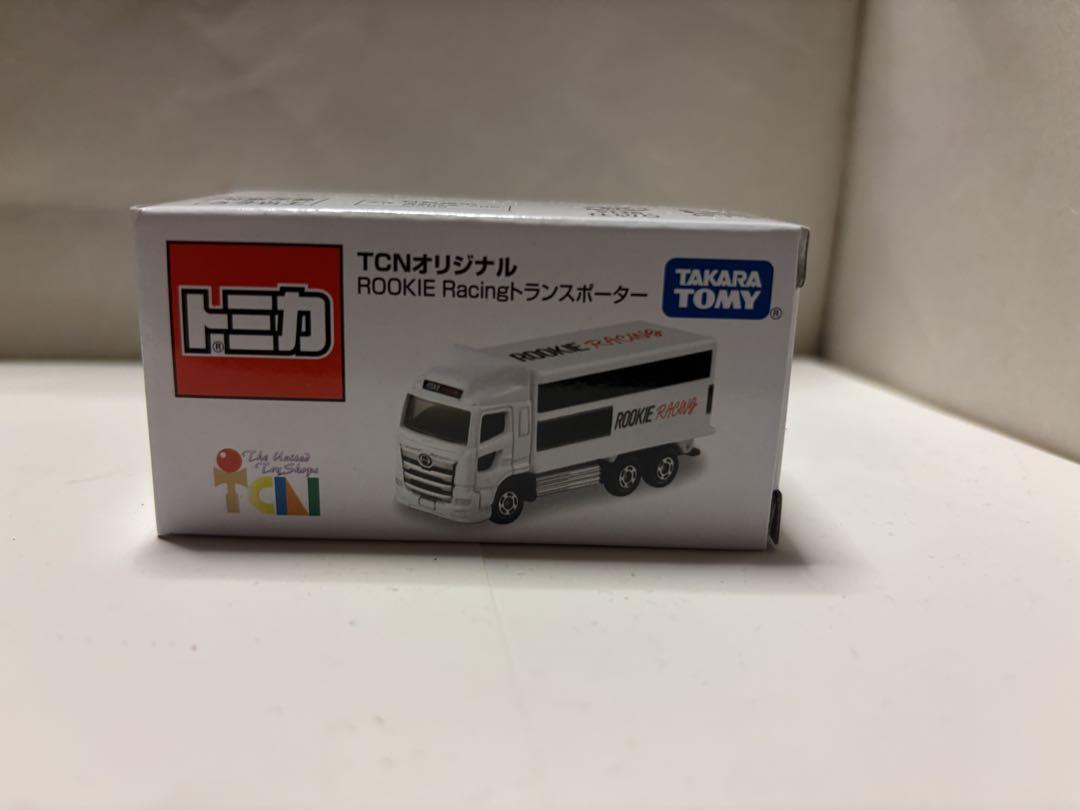 トミカ
®
TCNオリジナル
ROOKIE Racingトランスポーター
TAKARA
TOMY
®
ROOKIE RACING
ROOKIE RACING
The United
Toy Shops
TCN